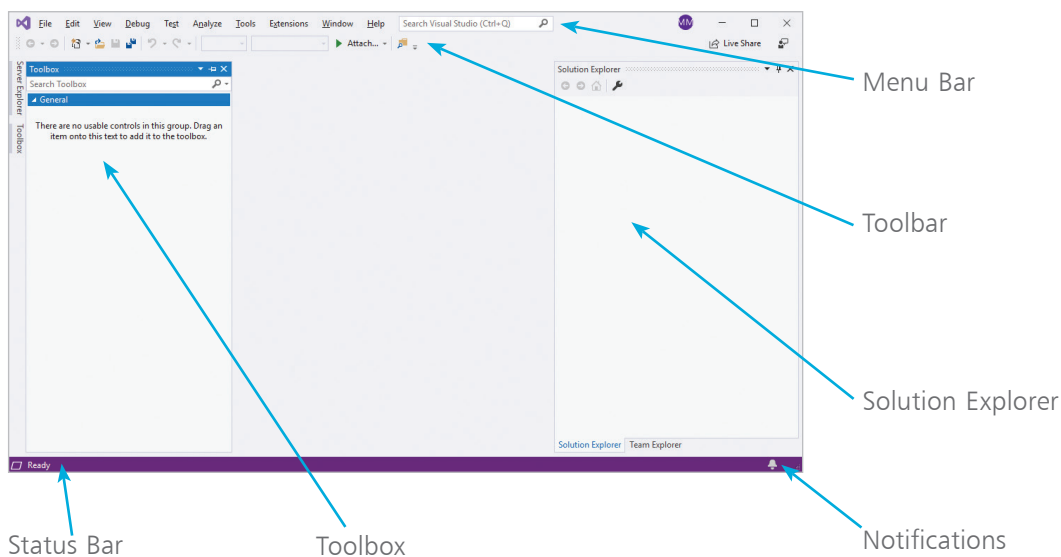 File Edit View Debug Test Analyze Tools Extensions Window Help Search Visual Studio (Ctrl+Q) MM
Attach... Live Share
Server Explorer
Toolbox
Toolbox
Search Toolbox
General
There are no usable controls in this group. Drag an
item onto this text to add it to the toolbox.
Solution Explorer
Solution Explorer Team Explorer
Ready
Menu Bar
Toolbar
Solution Explorer
Status Bar
Toolbox
Notifications